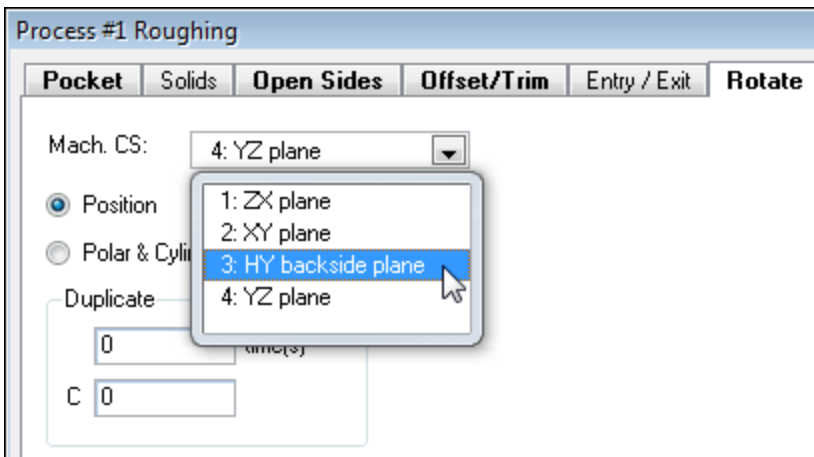 Process #1 Roughing
Pocket Solids Open Sides Offset/Trim Entry / Exit Rotate
Mach. CS: 4: YZ plane
1: ZX plane
Position
2: XY plane
Polar & Cyli
3: HY backside plane
Duplicate
4: YZ plane
0 time(s)
C 0